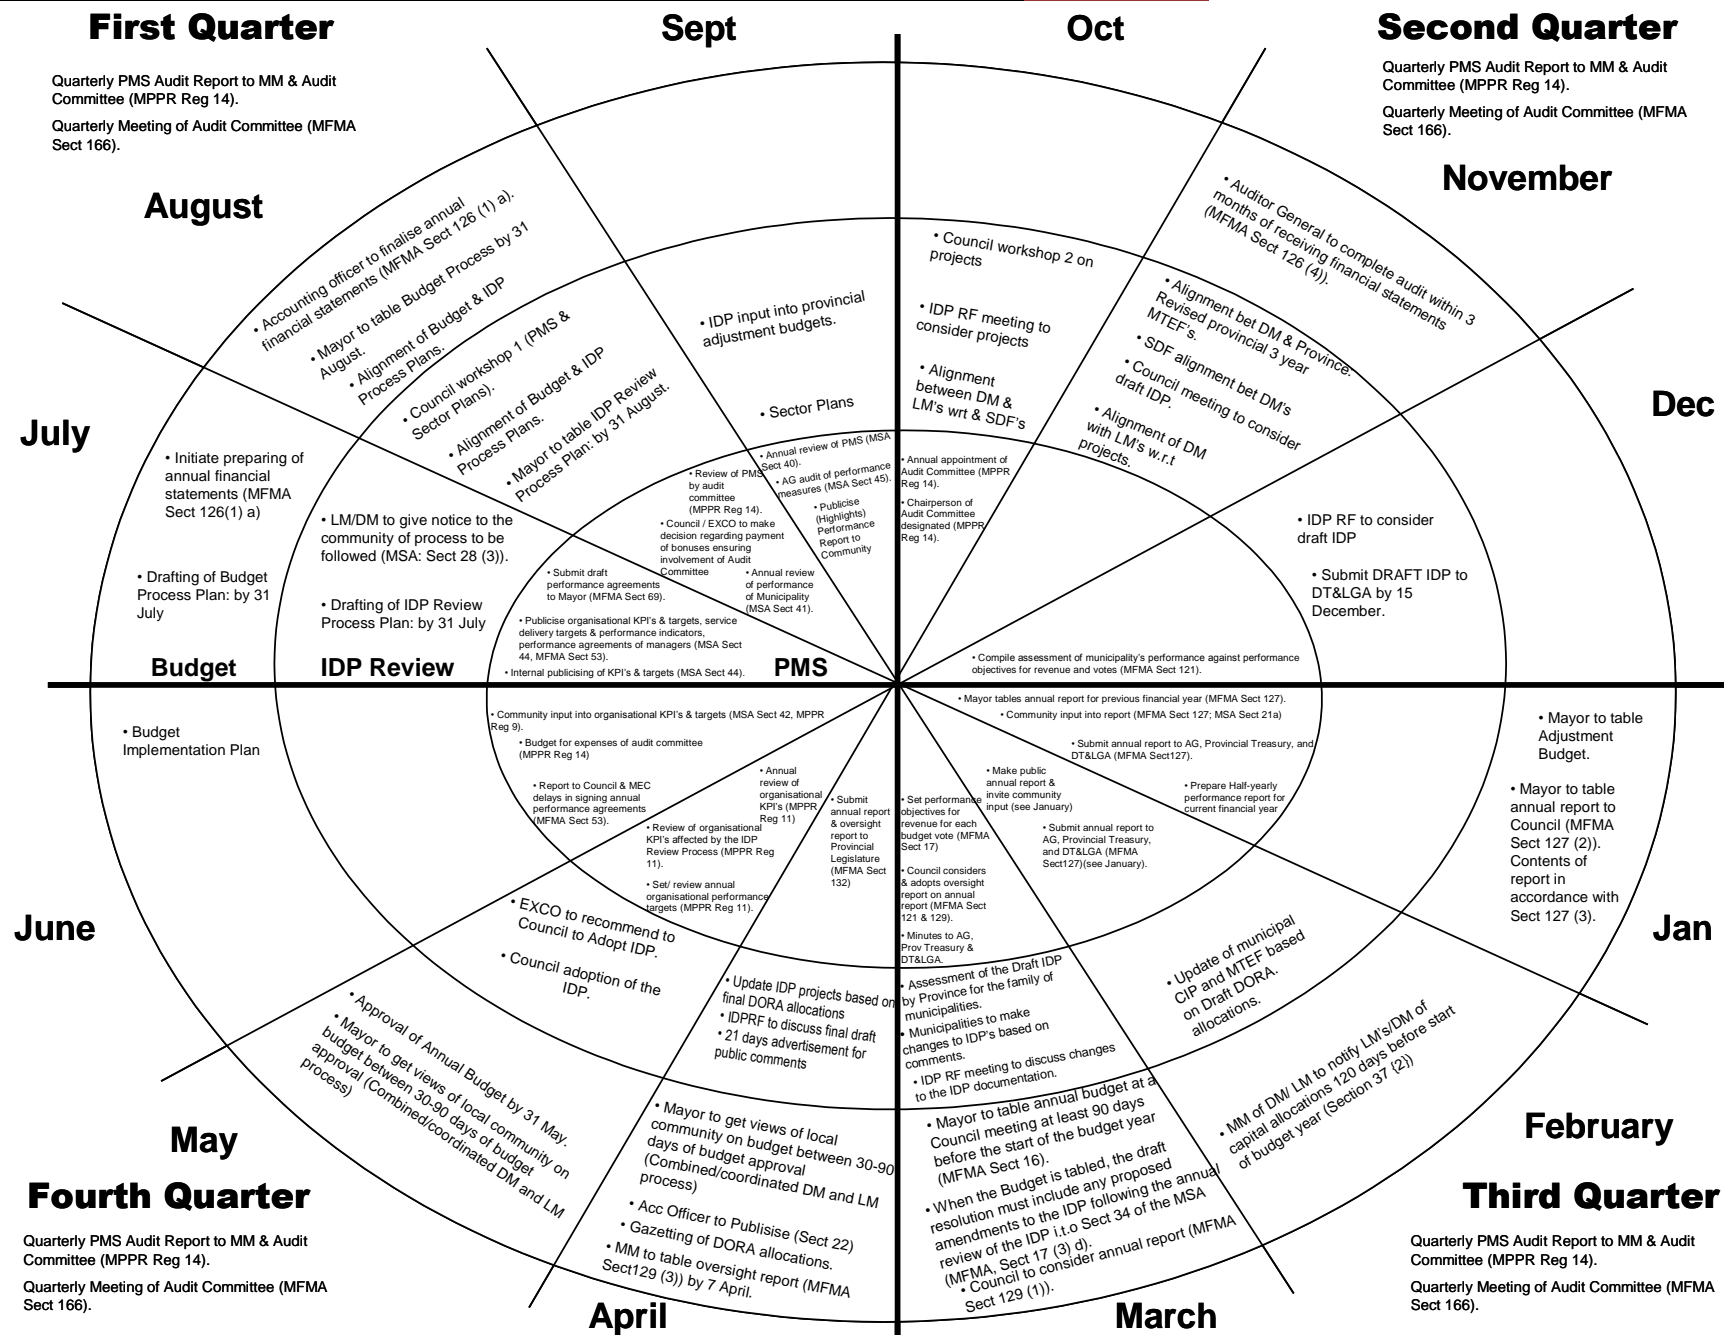 First Quarter
Quarterly PMS Audit Report to MM & Audit
Committee (MPPR Reg 14).
Quarterly Meeting of Audit Committee (MFMA
Sect 166).
Sept
Oct
Second Quarter
Quarterly PMS Audit Report to MM & Audit
Committee (MPPR Reg 14).
Quarterly Meeting of Audit Committee (MFMA
Sect 166).
August
November
July
Dec
• Accounting officer to finalise annual
financial statements (MFMA Sect 126 (1) a).
• Mayor to table Budget Process by 31
August.
• Alignment of Budget & IDP
Process Plans.
• Council workshop 1 (PMS &
Sector Plans).
• Alignment of Budget & IDP
Process Plans.
• Mayor to table IDP Review
Process Plan: by 31 August.
• Review of PMS
by audit
committee
(MPPR Reg 14).
• Council / EXCO to make
decision regarding payment
of bonuses ensuring
involvement of Audit
Committee
• Annual review
of performance
of Municipality
(MSA Sect 41).
• IDP input into provincial
adjustment budgets.
• Sector Plans
• Annual review of PMS (MSA
Sect 40).
• AG audit of performance
measures (MSA Sect 45).
• Publicise
(Highlights)
Performance
Report to
Community
• Council workshop 2 on
projects
• IDP RF meeting to
consider projects
• Alignment
between DM &
LM's wrt & SDF's
• Annual appointment of
Audit Committee (MPPR
Reg 14).
• Chairperson of
Audit Committee
designated (MPPR
Reg 14).
• Auditor General to complete audit within 3
months of receiving financial statements
(MFMA Sect 126 (4)).
• Alignment bet DM & Province.
Revised provincial 3 year
MTEF's.
• SDF alignment bet DM's
• Council meeting to consider
draft IDP.
• Alignment of DM
with LM's w.r.t
projects.
• Initiate preparing of
annual financial
statements (MFMA
Sect 126(1) a)
• Drafting of Budget
Process Plan: by 31
July
• LM/DM to give notice to the
community of process to be
followed (MSA: Sect 28 (3)).
• Drafting of IDP Review
Process Plan: by 31 July
• Submit draft
performance agreements
to Mayor (MFMA Sect 69).
• Publicise organisational KPI's & targets, service
delivery targets & performance indicators,
performance agreements of managers (MSA Sect
44, MFMA Sect 53).
• Internal publicising of KPI's & targets (MSA Sect 44).
Budget
IDP Review
PMS
• IDP RF to consider
draft IDP
• Submit DRAFT IDP to
DT&LGA by 15
December.
• Compile assessment of municipality's performance against performance
objectives for revenue and votes (MFMA Sect 121).
• Budget
Implementation Plan
• Community input into organisational KPI's & targets (MSA Sect 42, MPPR
Reg 9).
• Budget for expenses of audit committee
(MPPR Reg 14)
• Report to Council & MEC
delays in signing annual
performance agreements
(MFMA Sect 53).
• Mayor tables annual report for previous financial year (MFMA Sect 127).
• Community input into report (MFMA Sect 127; MSA Sect 21a)
• Submit annual report to AG, Provincial Treasury, and
DT&LGA (MFMA Sect127).
• Prepare Half-yearly
performance report for
current financial year
• Mayor to table
Adjustment
Budget.
• Mayor to table
annual report to
Council (MFMA
Sect 127 (2)).
Contents of
report in
accordance with
Sect 127 (3).
• Annual
review of
organisational
KPI's (MPPR
Reg 11)
• Review of organisational
KPI's affected by the IDP
Review Process (MPPR Reg
11).
• Set/ review annual
organisational performance
targets (MPPR Reg 11).
• EXCO to recommend to
Council to Adopt IDP.
• Council adoption of the
IDP.
• Approval of Annual Budget by 31 May.
• Mayor to get views of local community on
budget between 30-90 days of budget
approval (Combined/coordinated DM and LM
process)
• Submit
annual report
& oversight
report to
Provincial
Legislature
(MFMA Sect
132)
• Update IDP projects based on
final DORA allocations
• IDPRF to discuss final draft
• 21 days advertisement for
public comments
• Mayor to get views of local
community on budget between 30-90
days of budget approval
(Combined/coordinated DM and LM
process)
• Acc Officer to Publisise (Sect 22)
• Gazetting of DORA allocations.
• MM to table oversight report (MFMA
Sect129 (3)) by 7 April.
• Set performance
objectives for
revenue for each
budget vote (MFMA
Sect 17)
• Council considers
& adopts oversight
report on annual
report (MFMA Sect
121 & 129).
• Minutes to AG,
Prov Treasury &
DT&LGA.
• Assessment of the Draft IDP
by Province for the family of
municipalities.
• Municipalities to make
changes to IDP's based on
comments.
• IDP RF meeting to discuss changes
to the IDP documentation.
• Mayor to table annual budget at a
Council meeting at least 90 days
before the start of the budget year
(MFMA Sect 16).
• When the Budget is tabled, the draft
resolution must include any proposed
amendments to the IDP following the annual
review of the IDP i.t.o Sect 34 of the MSA
(MFMA, Sect 17 (3) d).
• Council to consider annual report (MFMA
Sect 129 (1)).
• Make public
annual report &
invite community
input (see January)
• Submit annual report to
AG, Provincial Treasury,
and DT&LGA (MFMA
Sect127)(see January).
• Update of municipal
CIP and MTEF based
on Draft DORA.
allocations.
• MM of DM/ LM to notify LM's/DM of
capital allocations 120 days before start
of budget year (Section 37 {2})
June
Jan
May
February
Fourth Quarter
Quarterly PMS Audit Report to MM & Audit
Committee (MPPR Reg 14).
Quarterly Meeting of Audit Committee (MFMA
Sect 166).
April
March
Third Quarter
Quarterly PMS Audit Report to MM & Audit
Committee (MPPR Reg 14).
Quarterly Meeting of Audit Committee (MFMA
Sect 166).